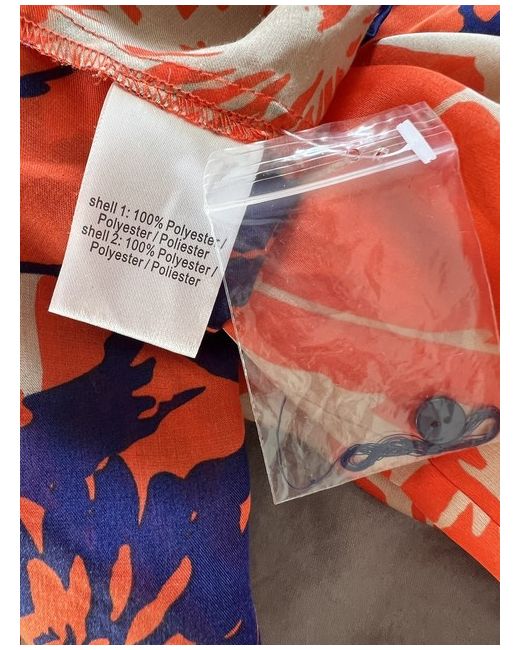 shell 1: 100% Polyester /
Polyester / Poliester
shell 2: 100% Polyester /
Polyester / Poliester